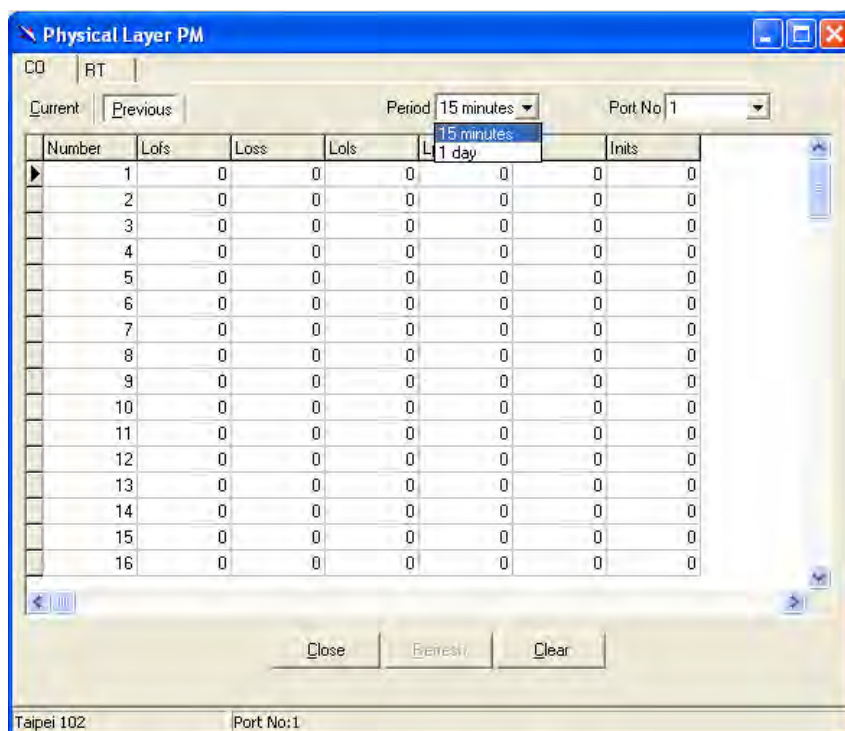 Physical Layer PM
CO RT
Current Previous Period 15 minutes Port No 1
15 minutes
1 day
Number Lofs Loss Lols Inits
1 0 0 0 0 0 0
2 0 0 0 0 0 0
3 0 0 0 0 0 0
4 0 0 0 0 0 0
5 0 0 0 0 0 0
6 0 0 0 0 0 0
7 0 0 0 0 0 0
8 0 0 0 0 0 0
9 0 0 0 0 0 0
10 0 0 0 0 0 0
11 0 0 0 0 0 0
12 0 0 0 0 0 0
13 0 0 0 0 0 0
14 0 0 0 0 0 0
15 0 0 0 0 0 0
16 0 0 0 0 0 0
Close Refresh Clear
Taipei 102 Port No:1